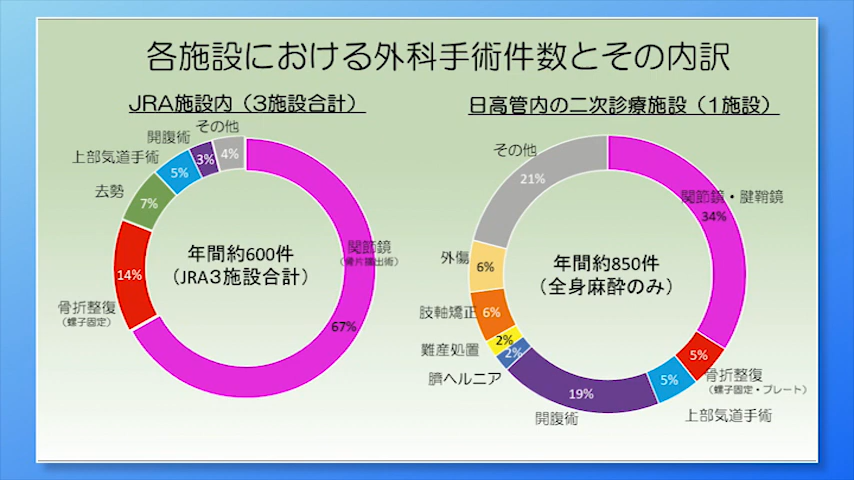 各施設における外科手術件数とその内訳
JRA施設内（３施設合計）
その他
4%
開腹術
3%
上部気道手術
5%
去勢
7%
骨折整復
（螺子固定）
14%
関節鏡
（骨片摘出術）
67%
年間約600件
（JRA３施設合計）
日高管内の二次診療施設（１施設）
その他
21%
外傷
6%
肢軸矯正
6%
難産処置
2%
臍ヘルニア
2%
開腹術
19%
上部気道手術
5%
骨折整復
（螺子固定・プレート）
5%
関節鏡・腱鞘鏡
34%
年間約850件
（全身麻酔のみ）